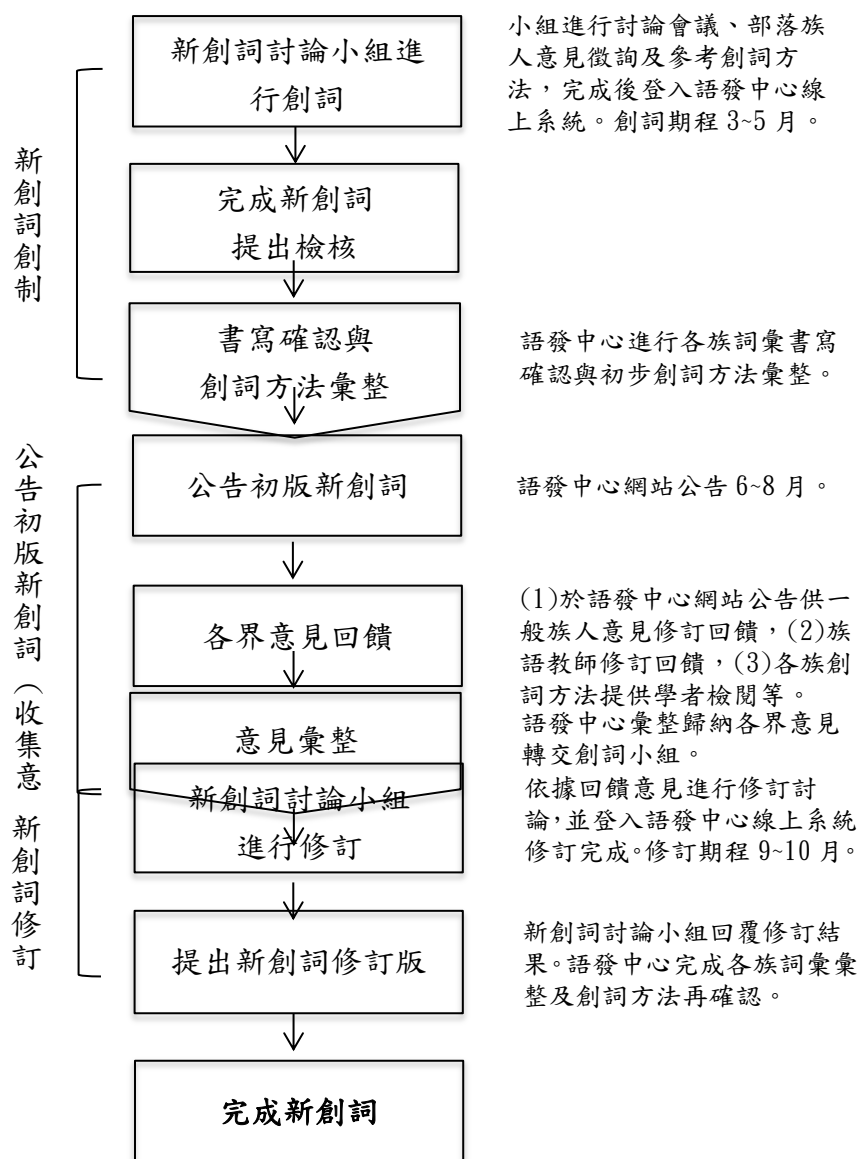 新創詞創制
新創詞討論小組進
行創詞
小組進行討論會議、部落族
人意見徵詢及參考創詞方
法,完成後登入語發中心線
上系統。創詞期程 3~5 月。
完成新創詞
提出檢核
書寫確認與
創詞方法彙整
語發中心進行各族詞彙書寫
確認與初步創詞方法彙整。
公告初版新創詞(收集意
公告初版新創詞
語發中心網站公告 6~8 月。
各界意見回饋
(1)於語發中心網站公告供一
般族人意見修訂回饋,(2)族
語教師修訂回饋,(3)各族創
詞方法提供學者檢閱等。
意見彙整
語發中心彙整歸納各界意見
轉交創詞小組。
新創詞修訂
新創詞討論小組
進行修訂
依據回饋意見進行修訂討
論,並登入語發中心線上系統
修訂完成。修訂期程 9~10 月。
提出新創詞修訂版
新創詞討論小組回覆修訂結
果。語發中心完成各族詞彙彙
整及創詞方法再確認。
完成新創詞